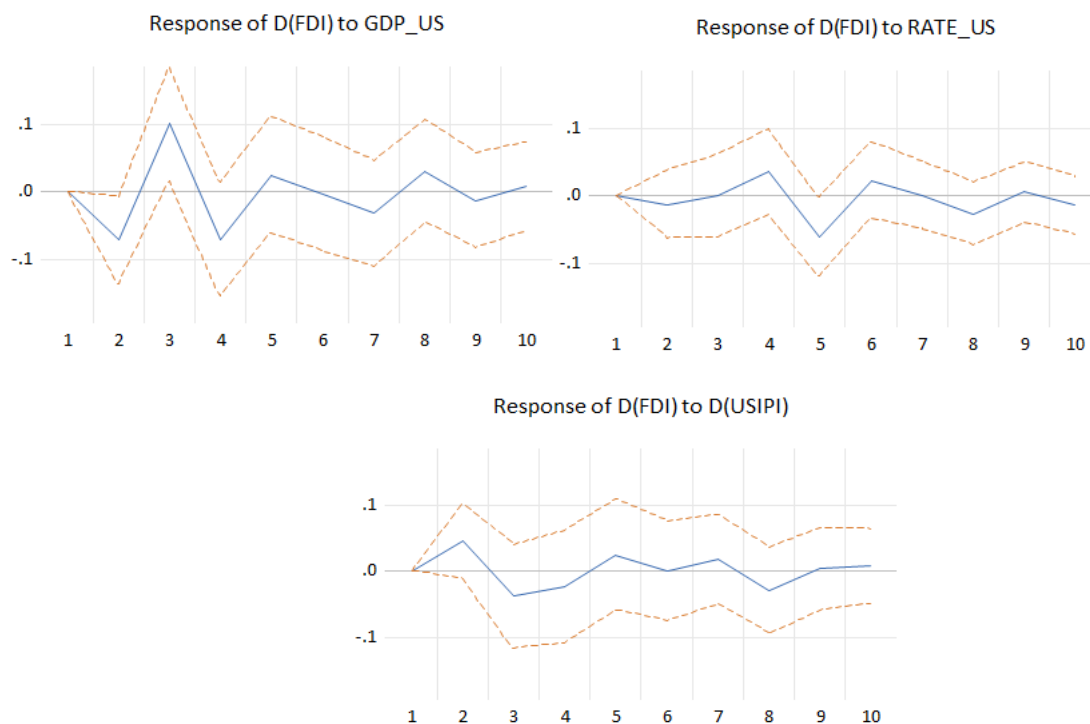 Response of D(FDI) to GDP_US
.1
.0
-.1
1 2 3 4 5 6 7 8 9 10
Response of D(FDI) to RATE_US
.1
.0
-.1
1 2 3 4 5 6 7 8 9 10
Response of D(FDI) to D(USIPI)
.1
.0
-.1
1 2 3 4 5 6 7 8 9 10